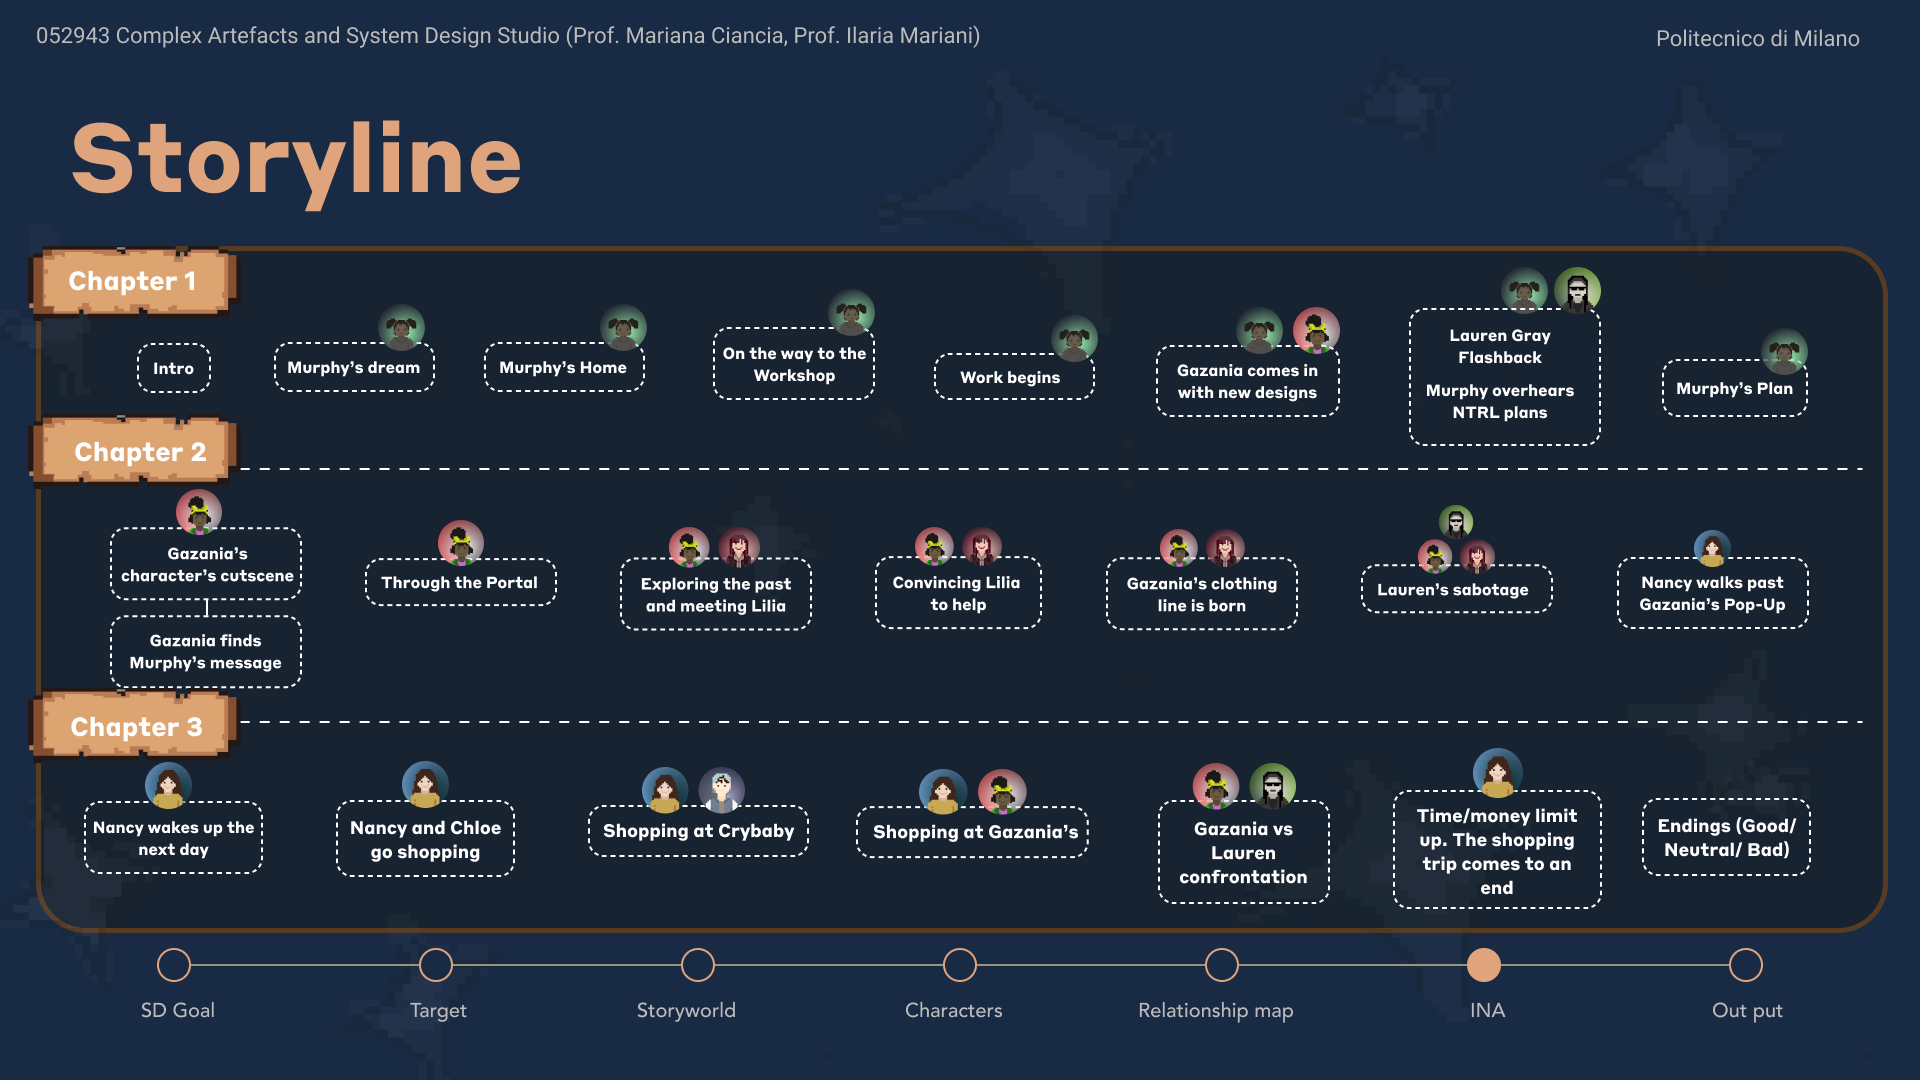 052943 Complex Artefacts and System Design Studio (Prof. Mariana Ciancia, Prof. Ilaria Mariani)
Politecnico di Milano
Storyline
Chapter 1
Intro
Murphy's dream
Murphy's Home
On the way to the
Workshop
Work begins
Gazania comes in
with new designs
Lauren Gray
Flashback
Murphy overhears
NTRL plans
Murphy's Plan
Chapter 2
Gazania's
character's cutscene
Gazania finds
Murphy's message
Through the Portal
Exploring the past
and meeting Lilia
Convincing Lilia
to help
Gazania's clothing
line is born
Lauren's sabotage
Nancy walks past
Gazania's Pop-Up
Chapter 3
Nancy wakes up the
next day
Nancy and Chloe
go shopping
Shopping at Crybaby
Shopping at Gazania's
Gazania vs
Lauren
confrontation
Time/money limit
up. The shopping
trip comes to an
end
Endings (Good/
Neutral/ Bad)
SD Goal
Target
Storyworld
Characters
Relationship map
INA
Out put